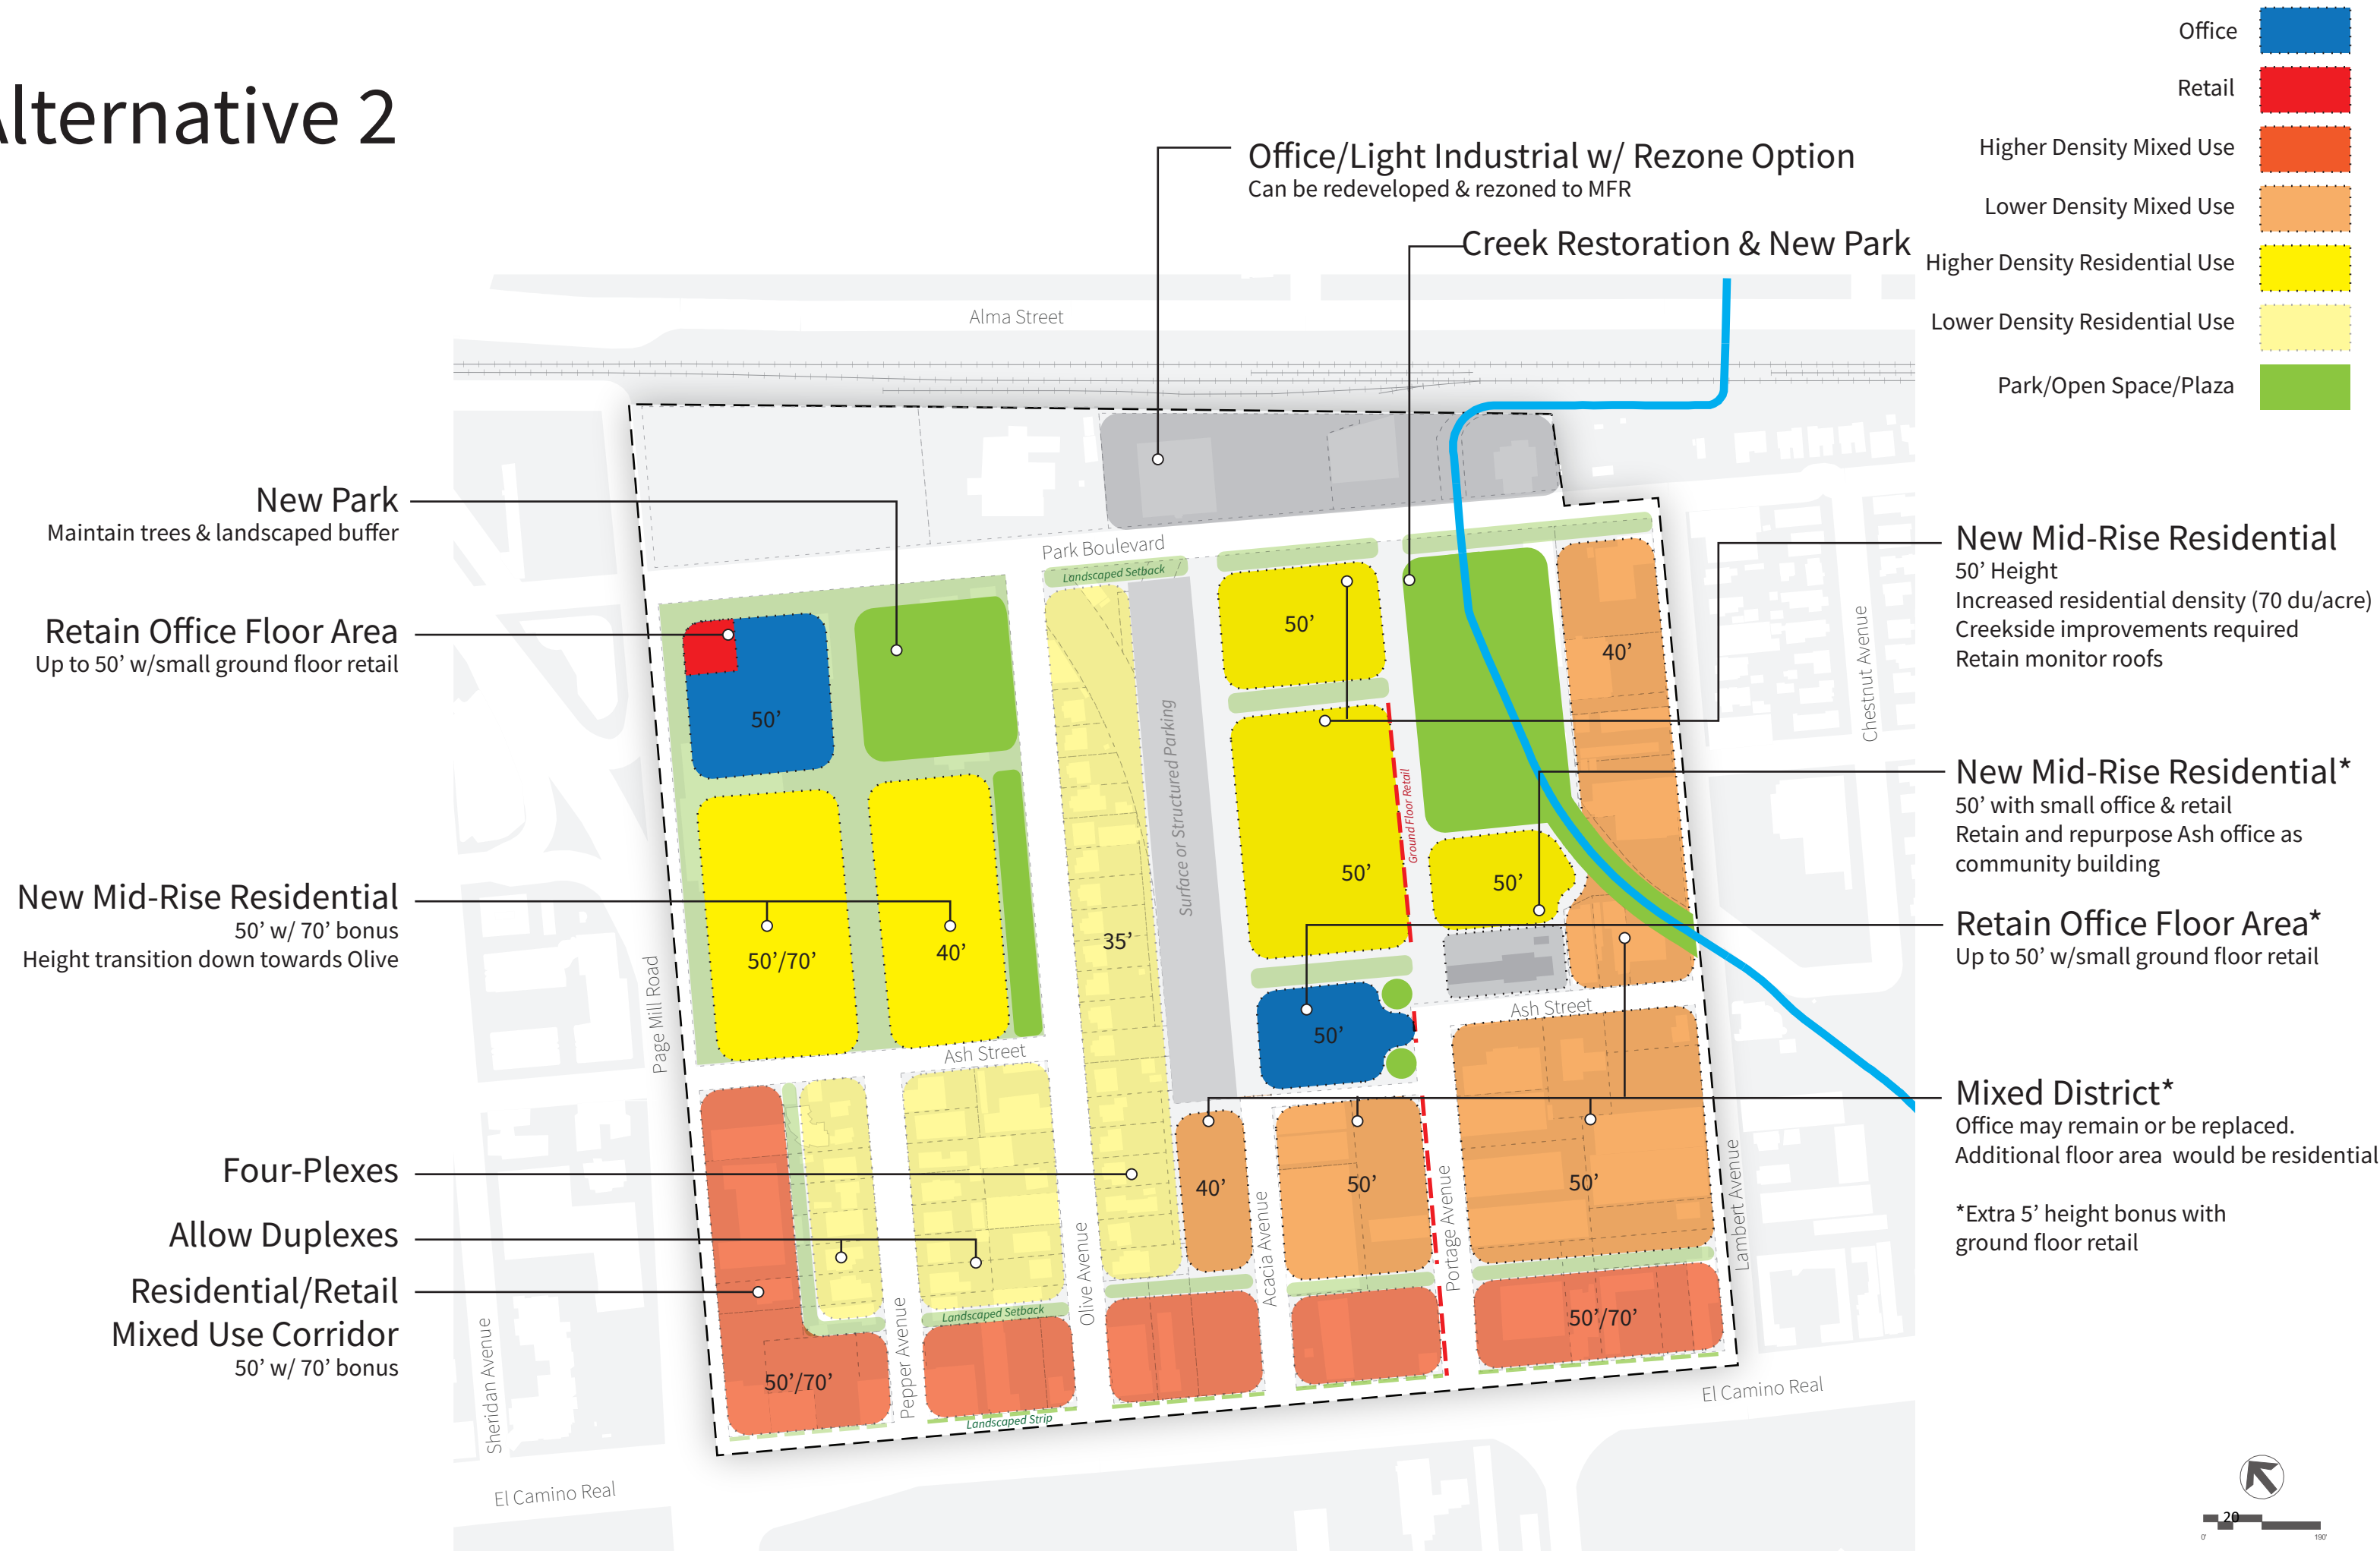 Alternative 2
Office
Retail
Higher Density Mixed Use
Lower Density Mixed Use
Higher Density Residential Use
Lower Density Residential Use
Park/Open Space/Plaza
Office/Light Industrial w/ Rezone Option
Can be redeveloped & rezoned to MFR
Creek Restoration & New Park
Alma Street
New Park
Maintain trees & landscaped buffer
Retain Office Floor Area
Up to 50’ w/small ground floor retail
New Mid-Rise Residential
50’ w/ 70’ bonus
Height transition down towards Olive
Four-Plexes
Allow Duplexes
Residential/Retail
Mixed Use Corridor
50’ w/ 70’ bonus
New Mid-Rise Residential
50’ Height
Increased residential density (70 du/acre)
Creekside improvements required
Retain monitor roofs
New Mid-Rise Residential*
50’ with small office & retail
Retain and repurpose Ash office as
community building
Retain Office Floor Area*
Up to 50’ w/small ground floor retail
Mixed District*
Office may remain or be replaced.
Additional floor area would be residential
*Extra 5’ height bonus with
ground floor retail
Park Boulevard
Landscaped Setback
50’
50’
40’
Chestnut Avenue
Surface or Structured Parking
Ground Floor Retail
50’
50’
35’
50’/70’
40’
Page Mill Road
Ash Street
Ash Street
50’
40’
50’
50’
Olive Avenue
Acacia Avenue
Portage Avenue
Lambert Avenue
Pepper Avenue
Sheridan Avenue
Landscaped Setback
50’/70’
50’/70’
Landscaped Strip
El Camino Real
El Camino Real
20
0’
190’